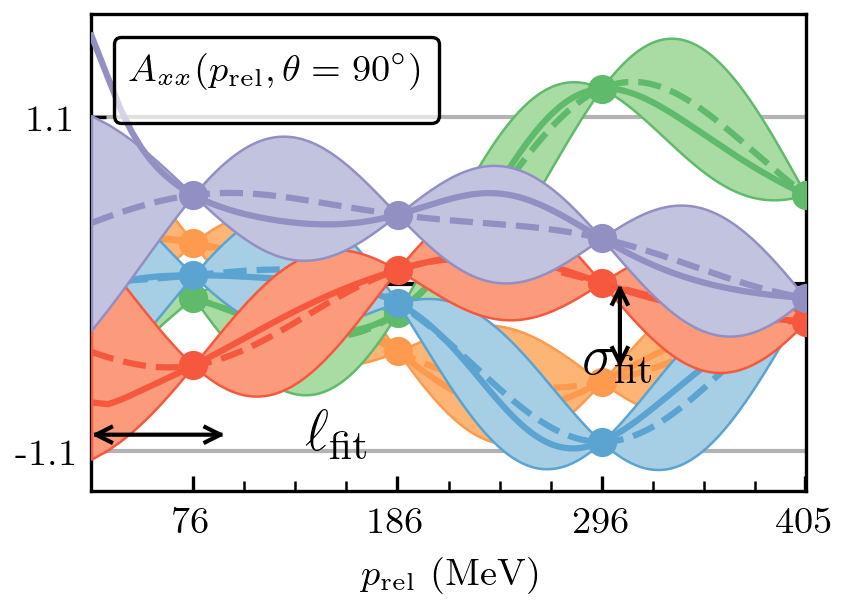 A_{xx}(p_{rel}, θ = 90°)
1.1
σ_{fit}
ℓ_{fit}
-1.1
76 186 296 405
p_{rel} (MeV)